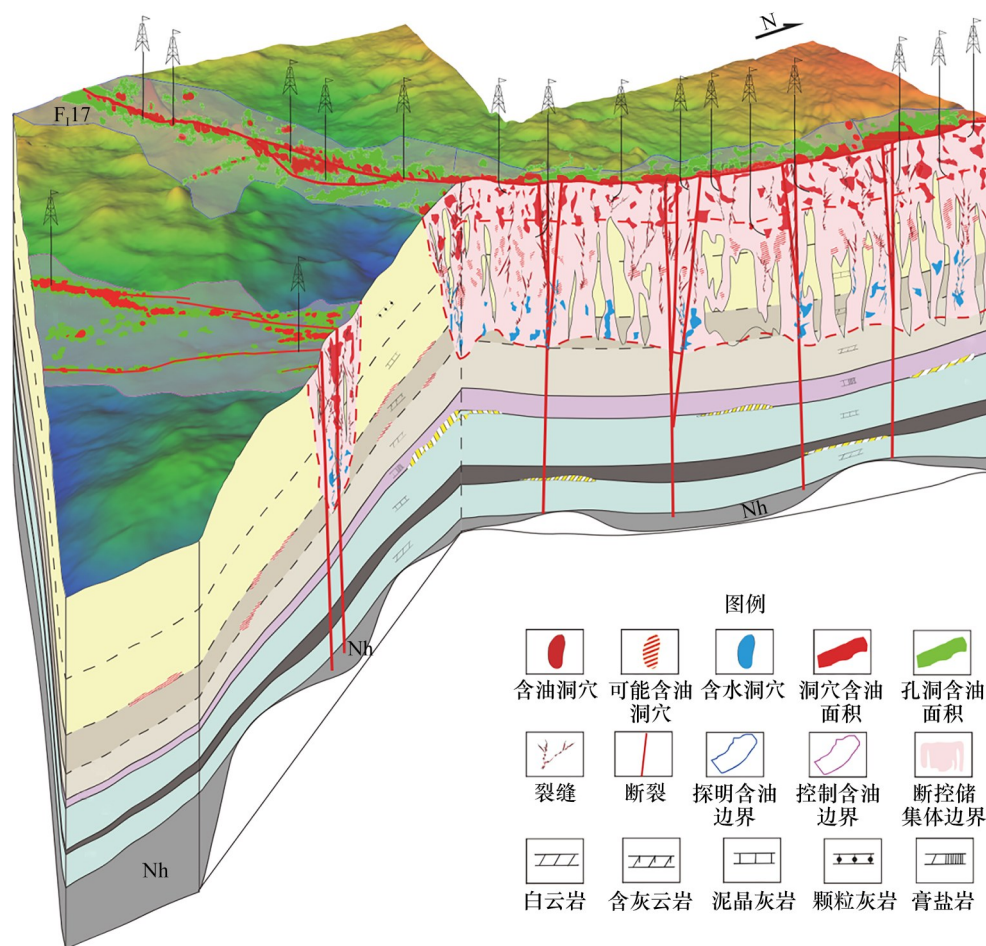 N
FⅠ17
Nh
Nh
Nh
图例
含油洞穴
可能含油
洞穴
含水洞穴
洞穴含油
面积
孔洞含油
面积
裂缝
断裂
探明含油
边界
控制含油
边界
断控储
集体边界
白云岩
含灰云岩
泥晶灰岩
颗粒灰岩
膏盐岩